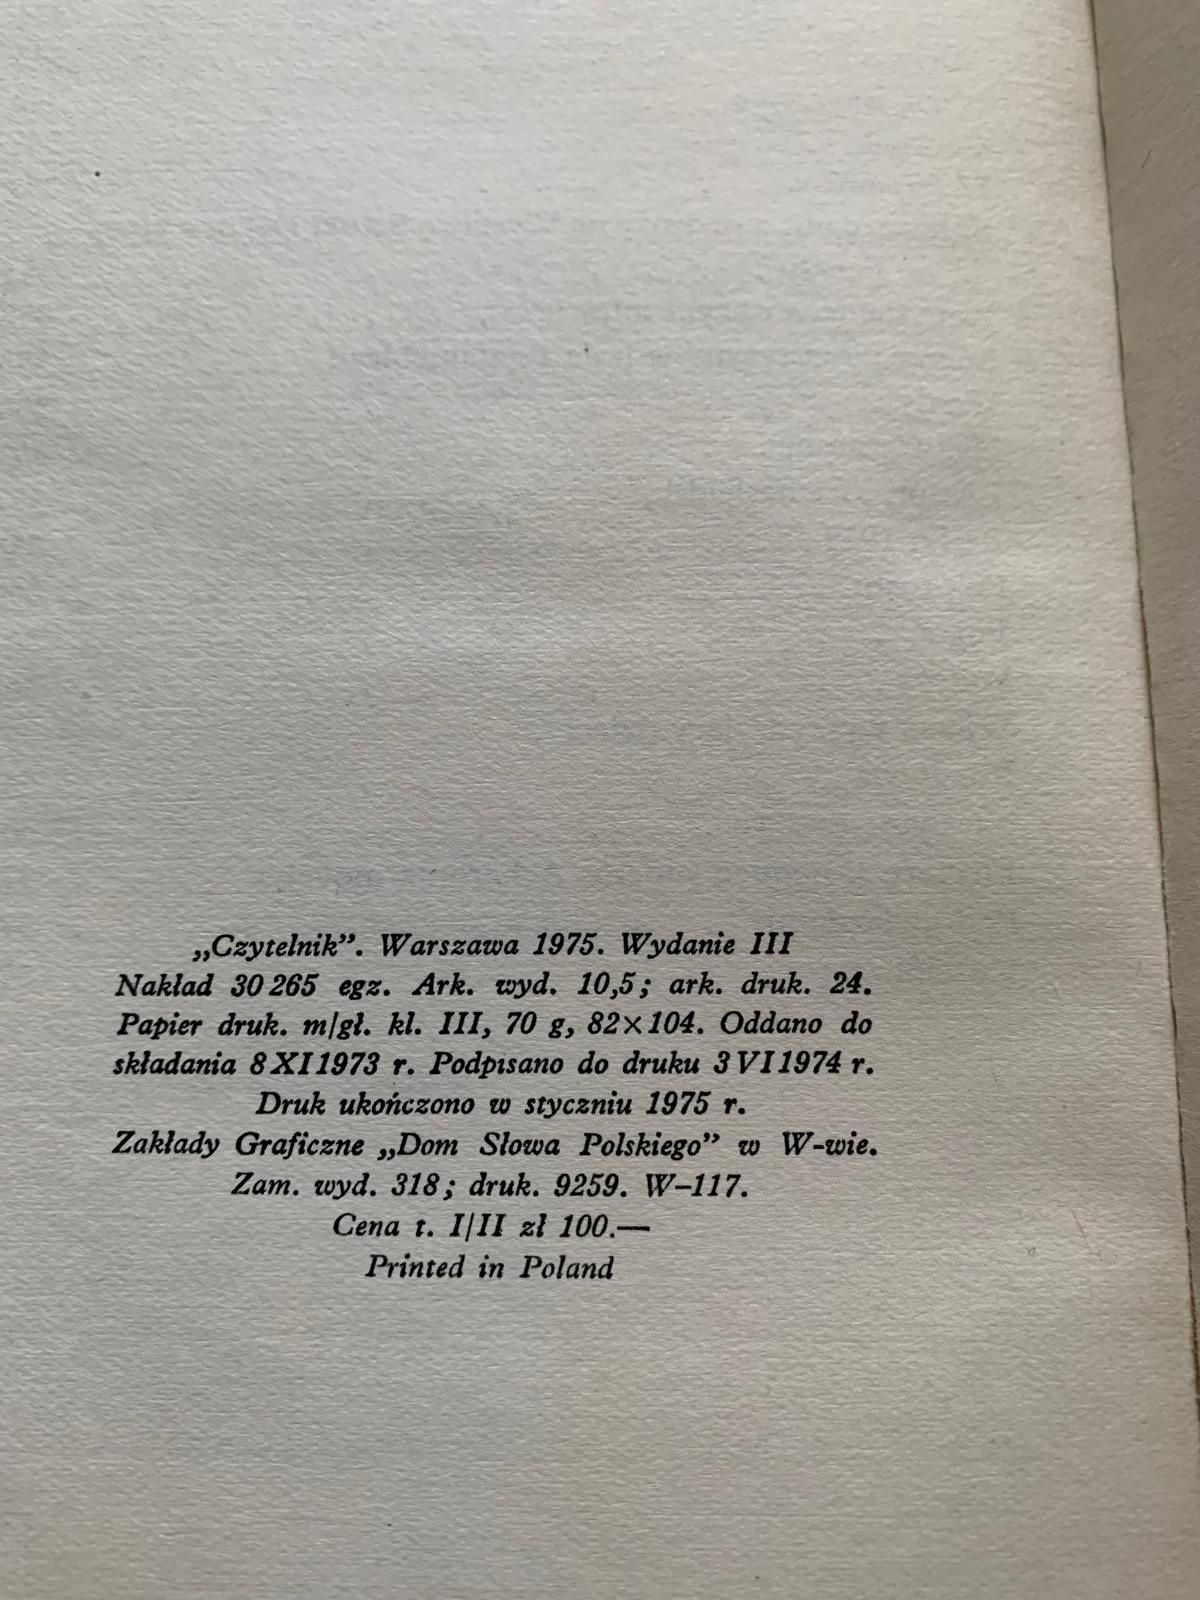 „Czytelnik”. Warszawa 1975. Wydanie III
Nakład 30 265 egz. Ark. wyd. 10,5; ark. druk. 24.
Papier druk. m/gł. kl. III, 70 g, 82×104. Oddano do
składania 8 XI 1973 r. Podpisano do druku 3 VI 1974 r.
Druk ukończono w styczniu 1975 r.
Zakłady Graficzne „Dom Słowa Polskiego” w W-wie.
Zam. wyd. 318; druk. 9259. W–117.
Cena t. I/II zł 100.—
Printed in Poland